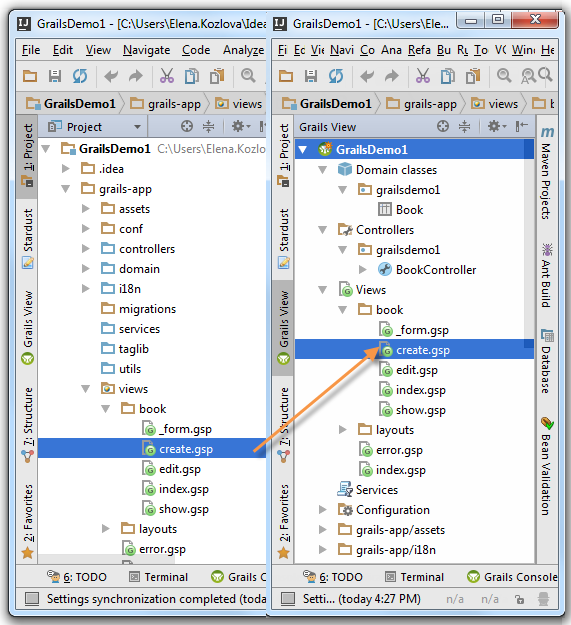 GrailsDemo1 - [C:\Users\Elena.Kozlova\Idea
File Edit View Navigate Code Analyze
GrailsDemo1 grails-app views
Project
GrailsDemo1 C:\Users\Elena.Kozlova
.idea
grails-app
assets
conf
controllers
domain
i18n
migrations
services
taglib
utils
views
book
_form.gsp
create.gsp
edit.gsp
index.gsp
show.gsp
layouts
error.gsp
1: Project
Stardust
Grails View
7: Structure
2: Favorites
6: TODO Terminal Grails C
Settings synchronization completed (toda
GrailsDemo1 - [C:\Users\E...
Fi Ec Vie Navi Co Ana Refa Bu Ru To VC Wind He
GrailsDemo1 grails-app views b
Grails View
GrailsDemo1
Domain classes
grailsdemo1
Book
Controllers
grailsdemo1
BookController
Views
book
_form.gsp
create.gsp
edit.gsp
index.gsp
show.gsp
layouts
error.gsp
index.gsp
Services
Configuration
grails-app/assets
grails-app/i18n
1: Project
Stardust
Grails View
7: Structure
2: Favorites
m
Maven Projects
Ant Build
Database
Bean Validation
6: TODO Terminal Grails Console
Setti... (today 4:27 PM) n/a n/a